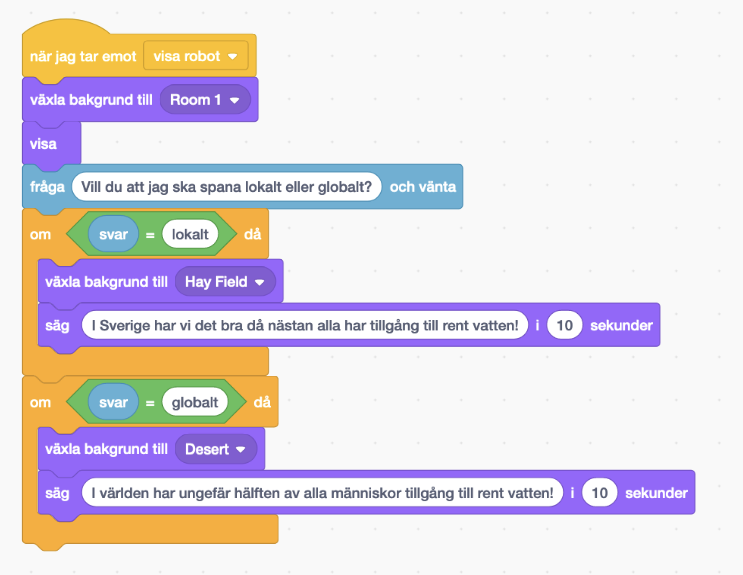 när jag tar emot visa robot
växla bakgrund till Room 1
visa
fråga Vill du att jag ska spana lokalt eller globalt? och vänta
om svar = lokalt då
växla bakgrund till Hay Field
säg I Sverige har vi det bra då nästan alla har tillgång till rent vatten! i 10 sekunder
om svar = globalt då
växla bakgrund till Desert
säg I världen har ungefär hälften av alla människor tillgång till rent vatten! i 10 sekunder